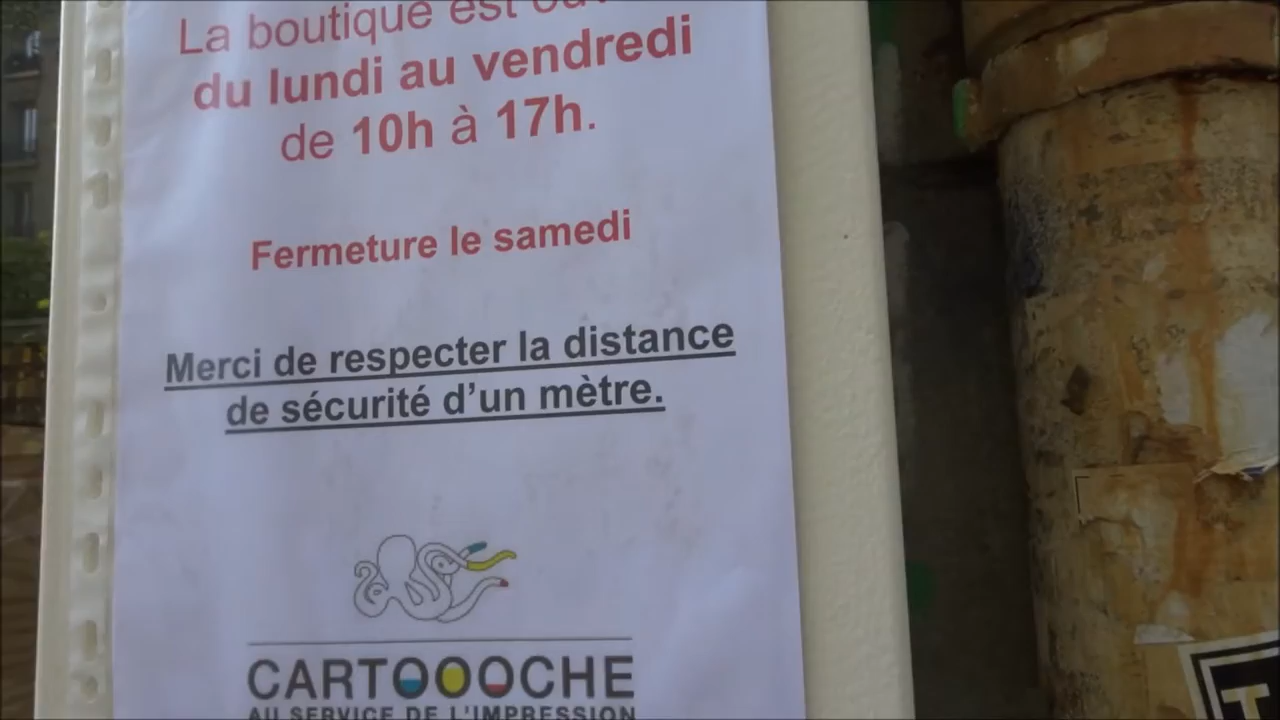 La boutique est
du lundi au vendredi
de 10h à 17h.
Fermeture le samedi
Merci de respecter la distance
de sécurité d'un mètre.
CARTOOOCHE
AU SERVICE DE L'IMPRESSION
T